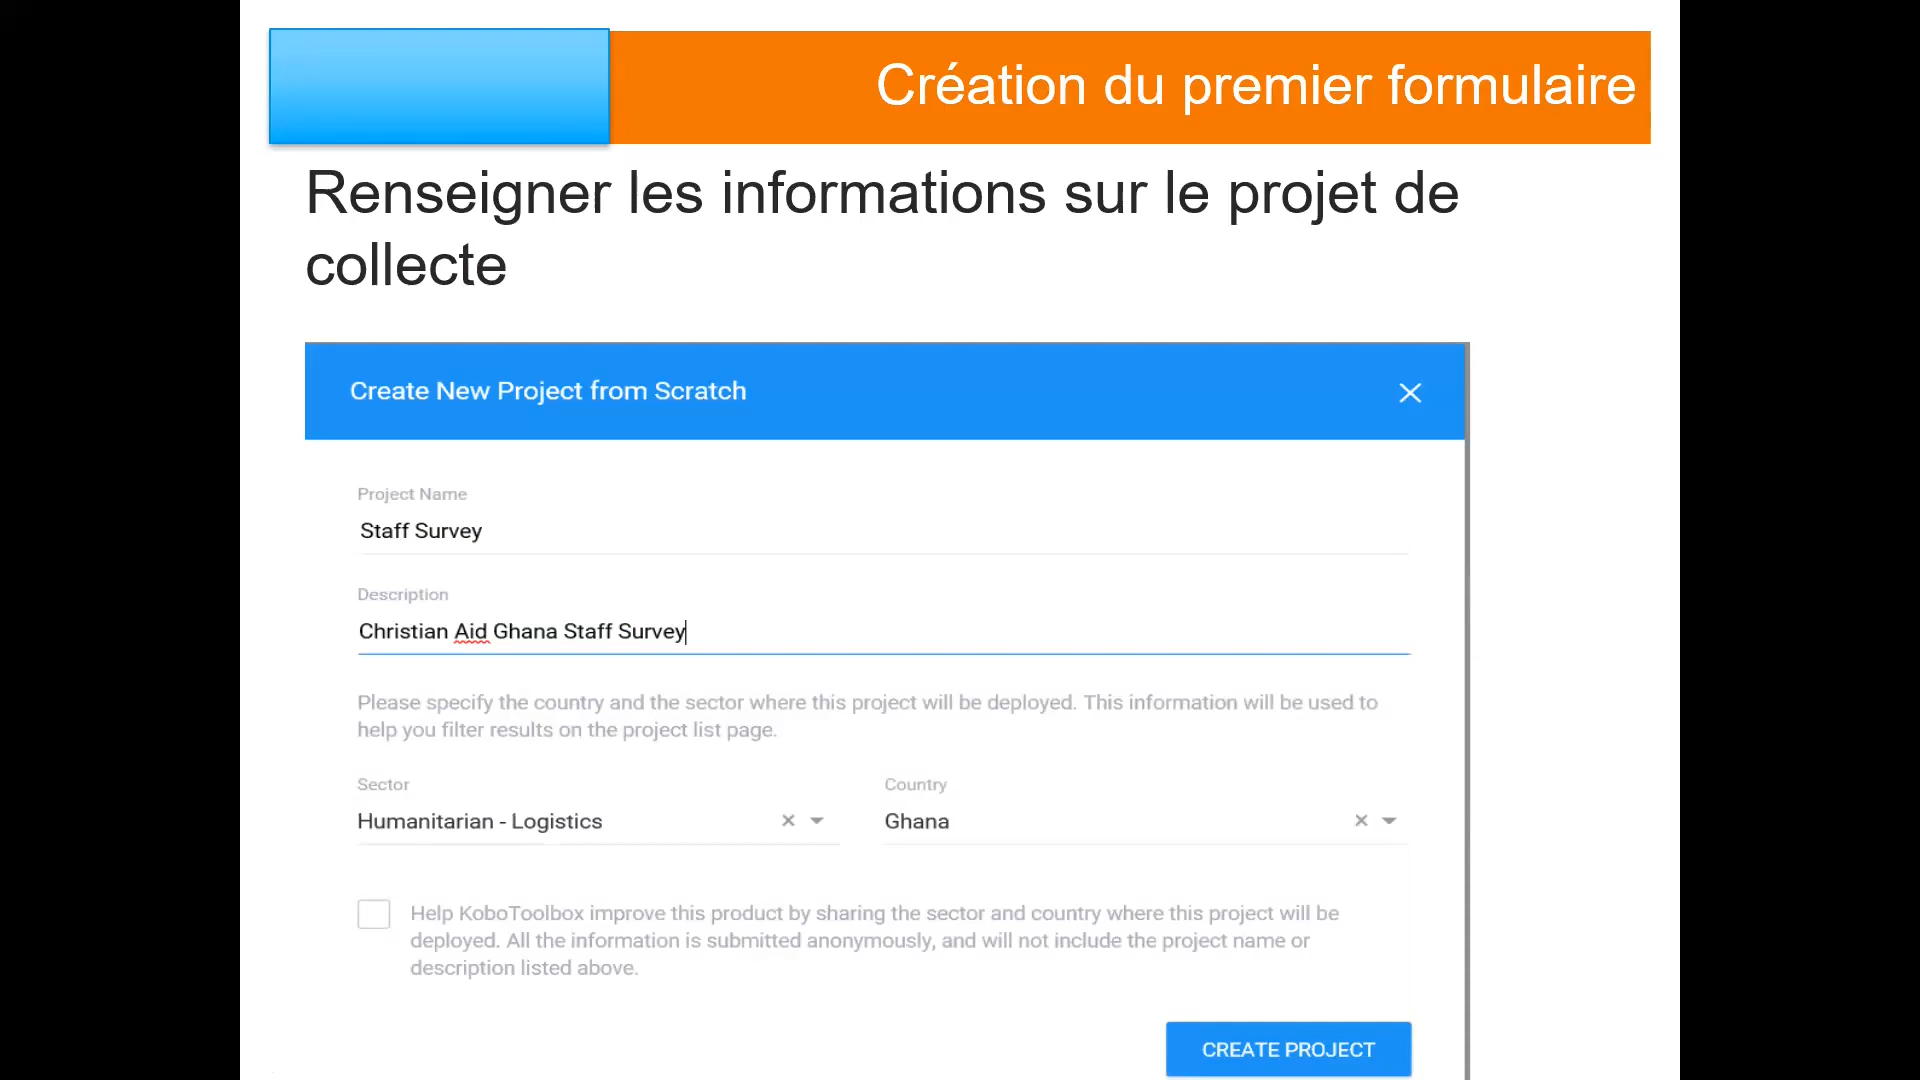 Création du premier formulaire
Renseigner les informations sur le projet de
collecte
Create New Project from Scratch
Project Name
Staff Survey
Description
Christian Aid Ghana Staff Survey
Please specify the country and the sector where this project will be deployed. This information will be used to
help you filter results on the project list page.
Sector
Country
Humanitarian - Logistics
Ghana
Help KoboToolbox improve this product by sharing the sector and country where this project will be
deployed. All the information is submitted anonymously, and will not include the project name or
description listed above.
CREATE PROJECT